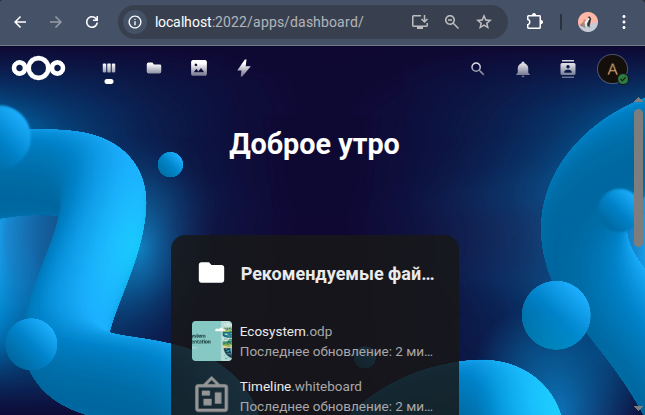 localhost:2022/apps/dashboard/
A
Доброе утро
Рекомендуемые фай...
Ecosystem.odp
Последнее обновление: 2 ми...
Timeline.whiteboard
Последнее обновление: 2 ми...